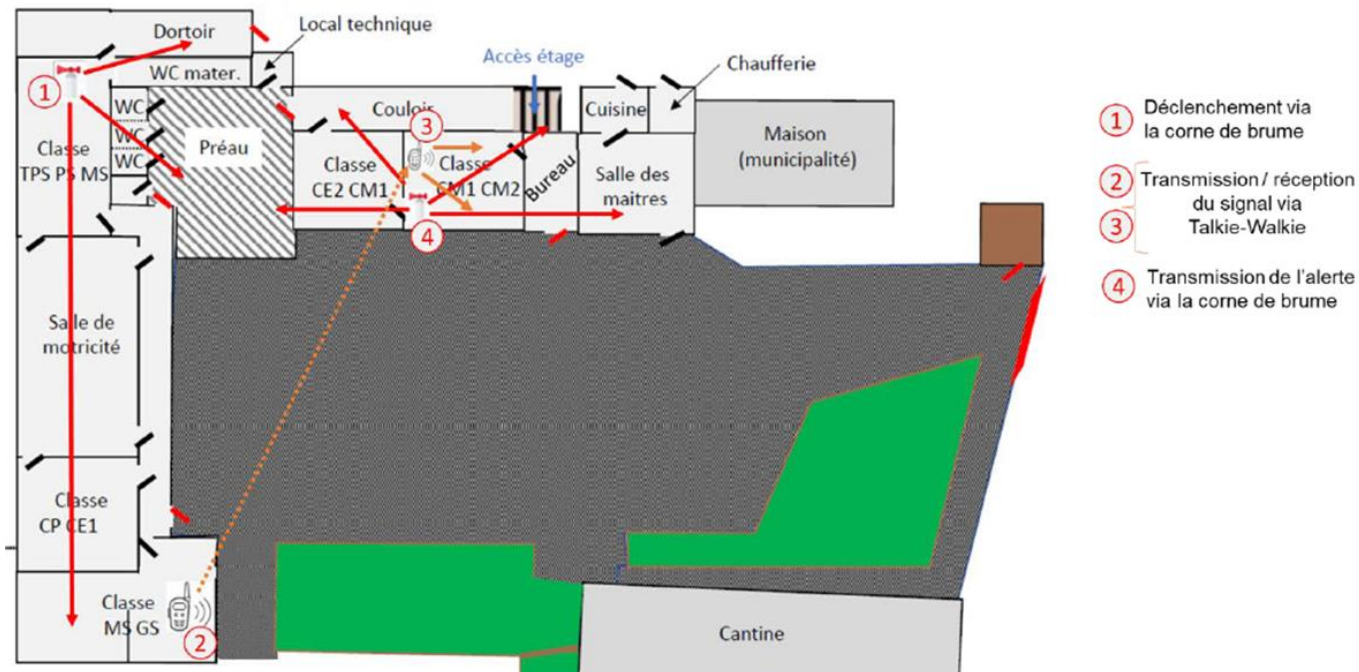 Dortoir
Local technique
WC mater.
Accès étage
Chaufferie
1
WC
WC
WC
Classe
TPS PS MS
Préau
Couloir
3
Cuisine
Maison
(municipalité)
Classe
CE2 CM1
Classe
CM1 CM2
Bureau
Salle des
maitres
4
Salle de
motricité
Classe
CP CE1
Classe
MS GS
2
Cantine
1 Déclenchement via
la corne de brume
2 Transmission / réception
du signal via
3 Talkie-Walkie
4 Transmission de l'alerte
via la corne de brume